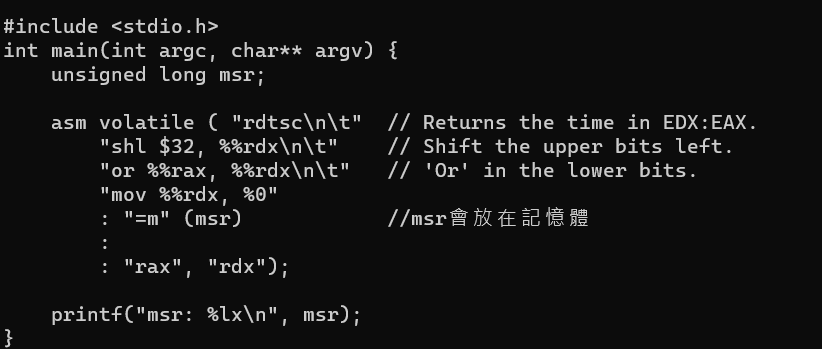 #include <stdio.h>
int main(int argc, char** argv) {
    unsigned long msr;
    asm volatile ( "rdtsc\n\t"  // Returns the time in EDX:EAX.
        "shl $32, %%rdx\n\t"    // Shift the upper bits left.
        "or %%rax, %%rdx\n\t"   // 'Or' in the lower bits.
        "mov %%rdx, %0"
        : "=m" (msr)            //msr會放在記憶體
        :
        : "rax", "rdx");
    printf("msr: %lx\n", msr);
}